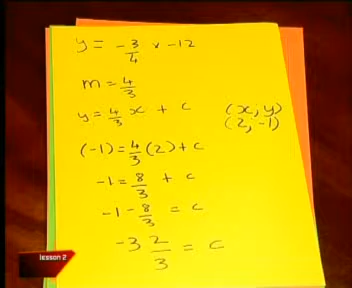 y = -3/4 x -12
m = 4/3
y = 4/3 x + c
(x, y)
(2, -1)
(-1) = 4/3 (2) + c
-1 = 8/3 + c
-1 - 8/3 = c
-3 2/3 = c
lesson 2